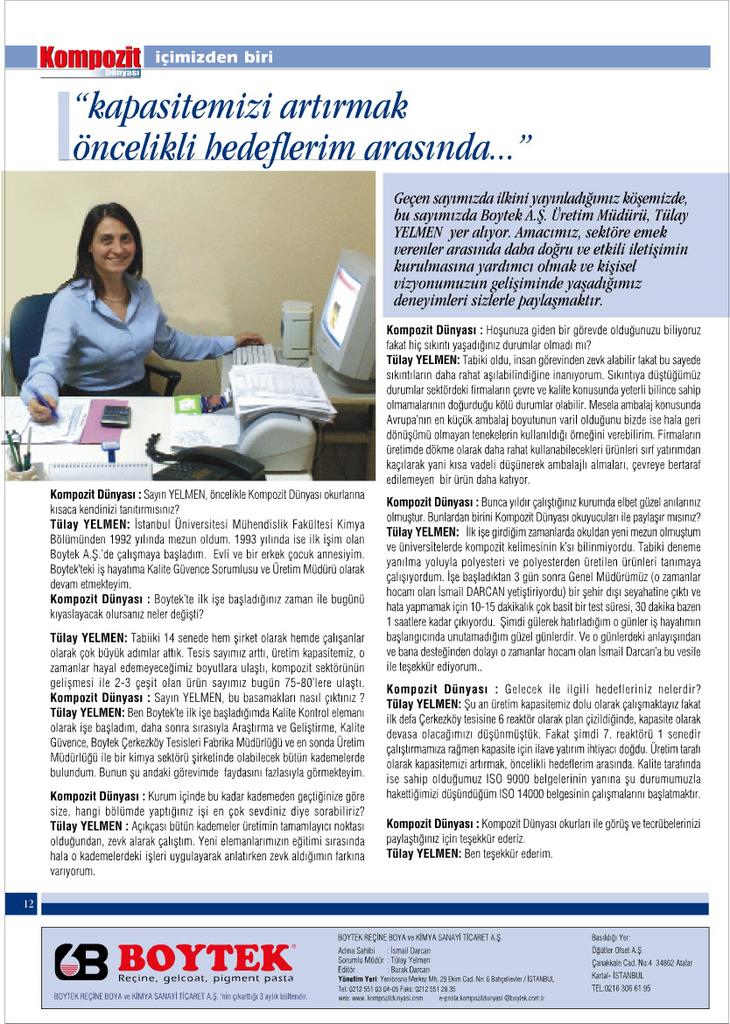 Kompozit
Dünyası
içimizden biri
“kapasitemizi artırmak
öncelikli hedeflerim arasında...”
Geçen sayımızda ilkini yayınladığımız köşemizde,
bu sayımızda Boytek A.Ş. Üretim Müdürü, Tülay
YELMEN yer alıyor. Amacımız, sektöre emek
verenler arasında daha doğru ve etkili iletişimin
kurulmasına yardımcı olmak ve kişisel
vizyonumuzun gelişiminde yaşadığımız
deneyimleri sizlerle paylaşmaktır.
Kompozit Dünyası : Sayın YELMEN, öncelikle Kompozit Dünyası okurlarına
kısaca kendinizi tanıtırmısınız?
Tülay YELMEN: İstanbul Üniversitesi Mühendislik Fakültesi Kimya
Bölümünden 1992 yılında mezun oldum. 1993 yılında ise ilk işim olan
Boytek A.Ş.'de çalışmaya başladım. Evli ve bir erkek çocuk annesiyim.
Boytek'teki iş hayatıma Kalite Güvence Sorumlusu ve Üretim Müdürü olarak
devam etmekteyim.
Kompozit Dünyası : Boytek'te ilk işe başladığınız zaman ile bugünü
kıyaslayacak olursanız neler değişti?
Tülay YELMEN: Tabiiki 14 senede hem şirket olarak hemde çalışanlar
olarak çok büyük adımlar attık. Tesis sayımız arttı, üretim kapasitemiz, o
zamanlar hayal edemeyeceğimiz boyutlara ulaştı, kompozit sektörünün
gelişmesi ile 2-3 çeşit olan ürün sayımız bugün 75-80'lere ulaştı.
Kompozit Dünyası : Sayın YELMEN, bu basamakları nasıl çıktınız ?
Tülay YELMEN: Ben Boytek'te ilk işe başladığımda Kalite Kontrol elemanı
olarak işe başladım, daha sonra sırasıyla Araştırma ve Geliştirme, Kalite
Güvence, Boytek Çerkezköy Tesisleri Fabrika Müdürlüğü ve en sonda Üretim
Müdürlüğü ile bir kimya sektörü şirketinde olabilecek bütün kademelerde
bulundum. Bunun şu andaki görevimde faydasını fazlasıyla görmekteyim.
Kompozit Dünyası : Kurum içinde bu kadar kademeden geçtiğinize göre
size, hangi bölümde yaptığınız işi en çok sevdiniz diye sorabiliriz?
Tülay YELMEN : Açıkçası bütün kademeler üretimin tamamlayıcı noktası
olduğundan, zevk alarak çalıştım. Yeni elemanlarımızın eğitimi sırasında
hala o kademelerdeki işleri uygulayarak anlatırken zevk aldığımın farkına
varıyorum.
Kompozit Dünyası : Hoşunuza giden bir görevde olduğunuzu biliyoruz
fakat hiç sıkıntı yaşadığınız durumlar olmadı mı?
Tülay YELMEN: Tabiki oldu, insan görevinden zevk alabilir fakat bu sayede
sıkıntıların daha rahat aşılabildiğine inanıyorum. Sıkıntıya düştüğümüz
durumlar sektördeki firmaların çevre ve kalite konusunda yeterli bilince sahip
olmamalarının doğurduğu kötü durumlar olabilir. Mesela ambalaj konusunda
Avrupa'nın en küçük ambalaj boyutunun varil olduğunu bizde ise hala geri
dönüşümü olmayan tenekelerin kullanıldığı örneğini verebilirim. Firmaların
üretimde dökme olarak daha rahat kullanabilecekleri ürünleri sırf yatırımdan
kaçılarak yani kısa vadeli düşünerek ambalajlı almaları, çevreye bertaraf
edilemeyen bir ürün daha katıyor.
Kompozit Dünyası : Bunca yıldır çalıştığınız kurumda elbet güzel anılarınız
olmuştur. Bunlardan birini Kompozit Dünyası okuyucuları ile paylaşır mısınız?
Tülay YELMEN: İlk işe girdiğim zamanlarda okuldan yeni mezun olmuştum
ve üniversitelerde kompozit kelimesinin k'sı bilinmiyordu. Tabiki deneme
yanılma yoluyla polyesteri ve polyesterden üretilen ürünleri tanımaya
çalışıyordum. İşe başladıktan 3 gün sonra Genel Müdürümüz (o zamanlar
hocam olan İsmail DARCAN yetiştiriyordu) bir şehir dışı seyahatine çıktı ve
hata yapmamak için 10-15 dakikalık çok basit bir test süresi, 30 dakika bazen
1 saatlere kadar çıkıyordu. Şimdi gülerek hatırladığım o günler iş hayatımın
başlangıcında unutamadığım güzel günlerdi. Ve o günlerdeki anlayışından
ve bana desteğinden dolayı o zamanlar hocam olan İsmail Darcan'a bu vesile
ile teşekkür ediyorum..
Kompozit Dünyası : Gelecek ile ilgili hedefleriniz nelerdir?
Tülay YELMEN: Şu an üretim kapasitemiz dolu olarak çalışmaktayız fakat
ilk defa Çerkezköy tesisine 6 reaktör olarak plan çizildiğinde, kapasite olarak
devasa olacağımızı düşünmüştük. Fakat şimdi 7. reaktörü 1 senedir
çalıştırmamıza rağmen kapasite için ilave yatırım ihtiyacı doğdu. Üretim tarafı
olarak kapasitemizi artırmak, öncelikli hedeflerim arasında. Kalite tarafında
ise sahip olduğumuz ISO 9000 belgelerinin yanına şu durumumuzla
hakettiğimizi düşündüğüm ISO 14000 belgesinin çalışmalarını başlatmaktır.
Kompozit Dünyası : Kompozit Dünyası okurları ile görüş ve tecrübelerinizi
paylaştığınız için teşekkür ederiz.
Tülay YELMEN: Ben teşekkür ederim.
12
BOYTEK®
Reçine, gelcoat, pigment pasta
BOYTEK REÇİNE BOYA ve KİMYA SANAYİ TİCARET A.Ş. 'nin çıkarttığı 3 aylık bültendir.
BOYTEK REÇİNE BOYA ve KİMYA SANAYİ TİCARET A.Ş.
Adına Sahibi : İsmail Darcan
Sorumlu Müdür : Tülay Yelmen
Editör : Burak Darcan
Yönetim Yeri: Yenibosna Merkez Mh. 29 Ekim Cad. No: 6 Bahçelievler / İSTANBUL
Tel: 0212 551 03 04-05 Faks: 0212 551 28 35
web: www.kompozitdunyasi.com e-posta:kompozitdunyasi@boytek.com.tr
Basıldığı Yer:
Öğütler Ofset A.Ş.
Çanakkale Cad. No:4 34862 Atalar
Kartal- İSTANBUL
TEL:0216 306 61 95